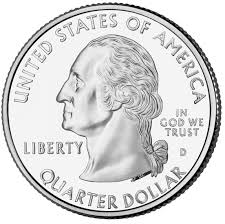 UNITED STATES OF AMERICA
LIBERTY
IN
GOD WE
TRUST
D
QUARTER DOLLAR